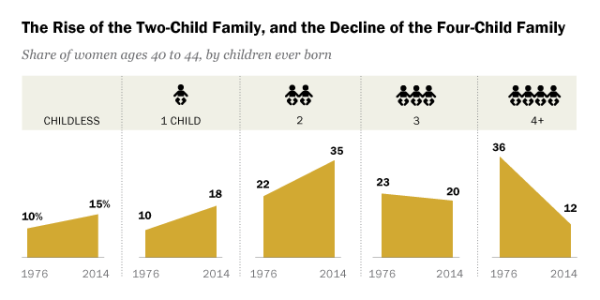 The Rise of the Two-Child Family, and the Decline of the Four-Child Family
Share of women ages 40 to 44, by children ever born
CHILDLESS 1 CHILD 2 3 4+
10% 15% 10 18 22 35 23 20 36 12
1976 2014 1976 2014 1976 2014 1976 2014 1976 2014